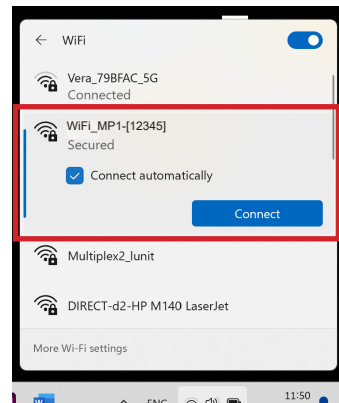 WiFi
Vera_79BFAC_5G
Connected
WiFi_MP1-[12345]
Secured
Connect automatically
Connect
Multiplex2_lunit
DIRECT-d2-HP M140 LaserJet
More Wi-Fi settings
ENG
11:50